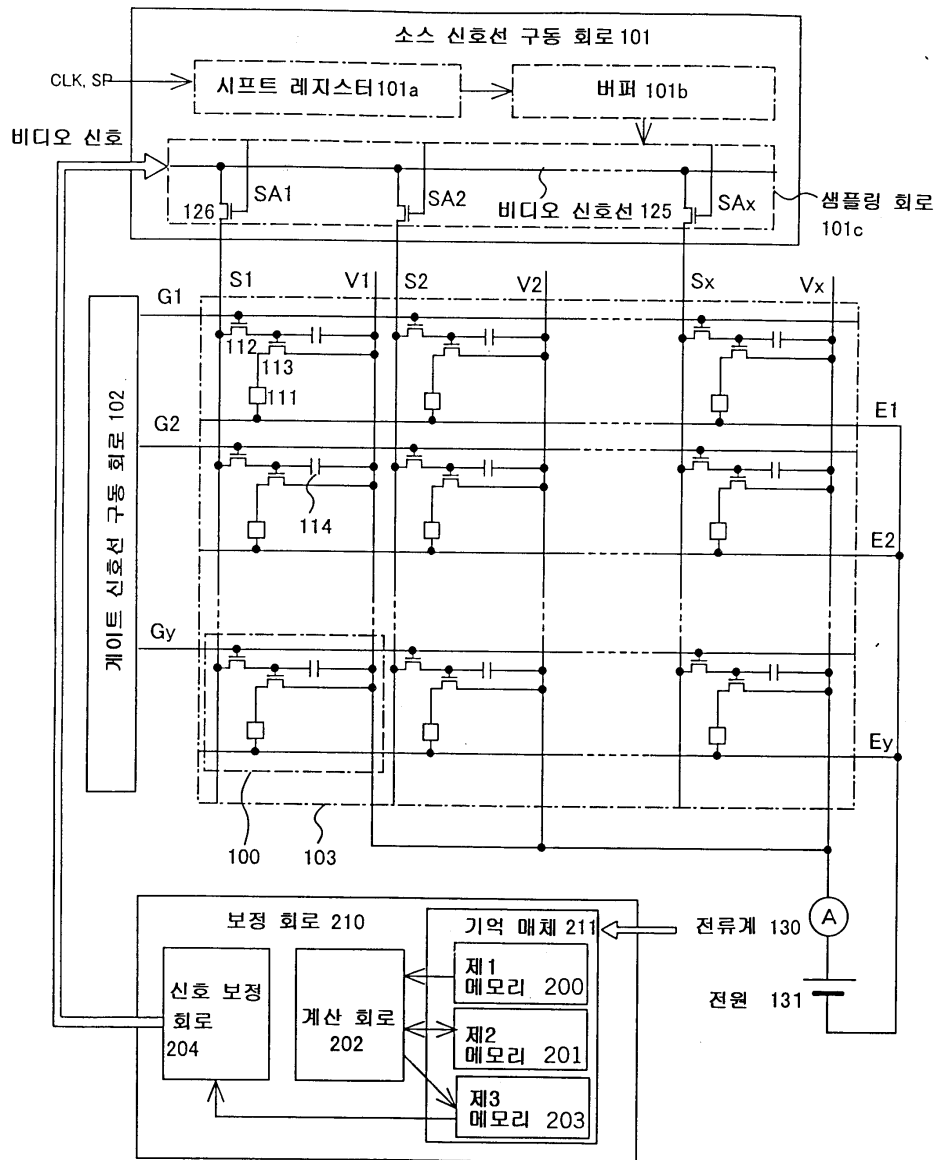 소스 신호선 구동 회로 101
CLK, SP
시프트 레지스터 101a
버퍼 101b
비디오 신호
SA1
SA2
SAx
126
비디오 신호선 125
샘플링 회로
101c
S1
V1
S2
V2
Sx
Vx
G1
112
113
111
E1
게이트 신호선 구동 회로 102
G2
114
E2
Gy
Ey
100
103
보정 회로 210
기억 매체 211
전류계 130
A
신호 보정
회로
204
계산 회로
202
제1
메모리 200
제2
메모리 201
제3
메모리 203
전원 131